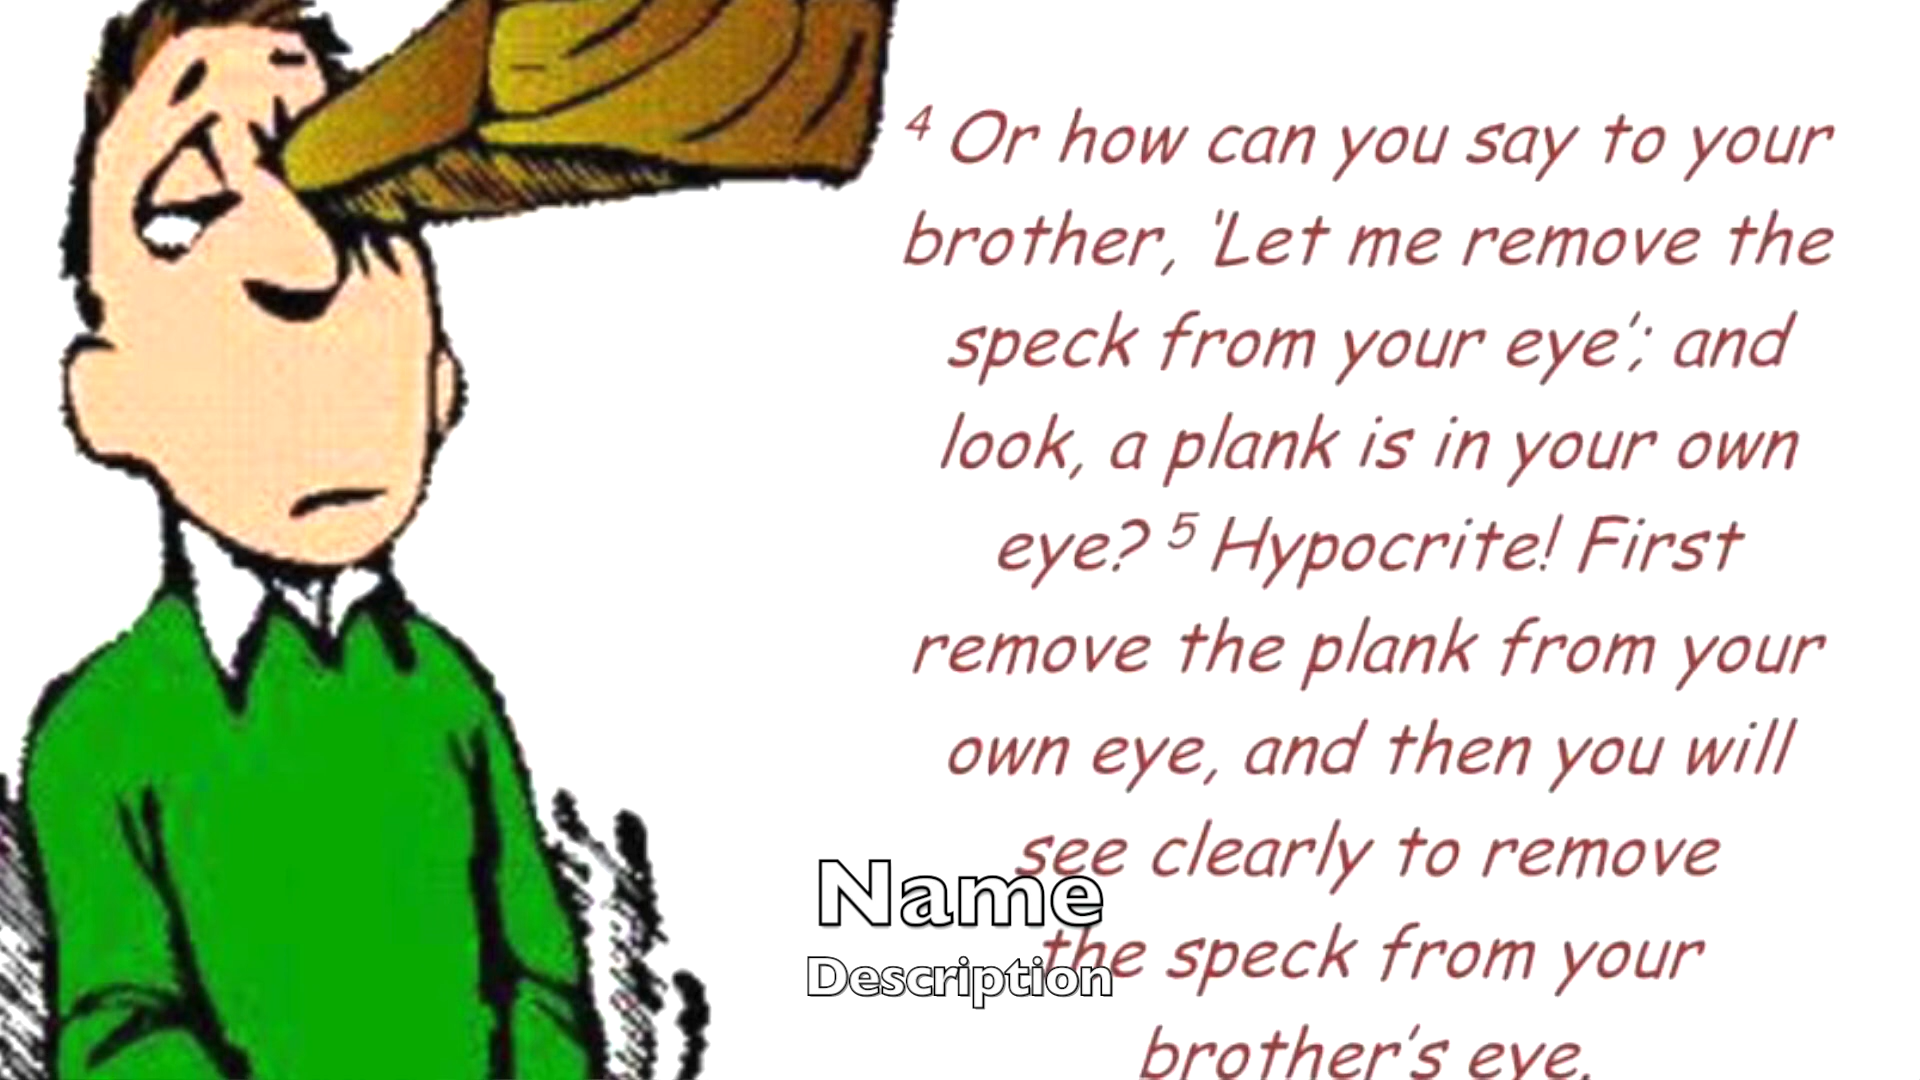 4 Or how can you say to your
brother, 'Let me remove the
speck from your eye'; and
look, a plank is in your own
eye? 5 Hypocrite! First
remove the plank from your
own eye, and then you will
see clearly to remove
the speck from your
brother's eye.
Name
Description